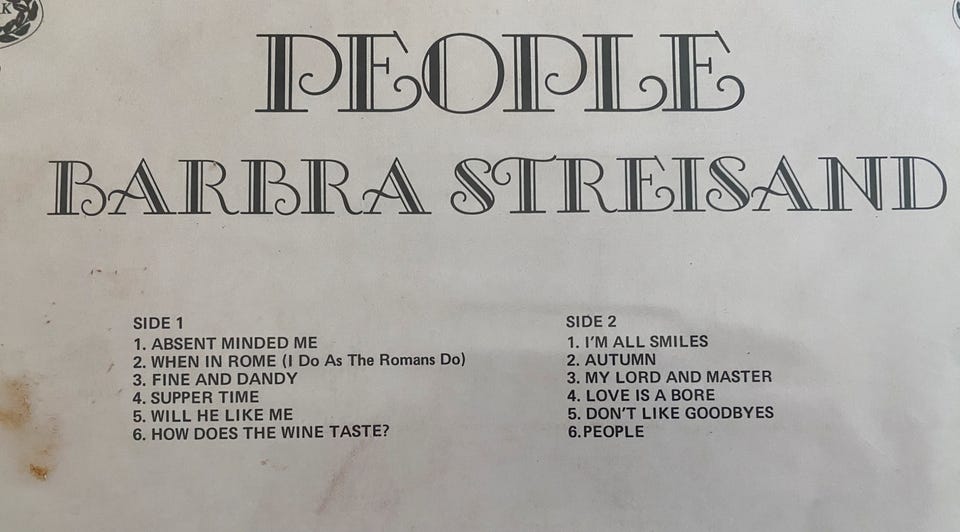 K
PEOPLE
BARBRA STREISAND
SIDE 1
1. ABSENT MINDED ME
2. WHEN IN ROME (I Do As The Romans Do)
3. FINE AND DANDY
4. SUPPER TIME
5. WILL HE LIKE ME
6. HOW DOES THE WINE TASTE?
SIDE 2
1. I'M ALL SMILES
2. AUTUMN
3. MY LORD AND MASTER
4. LOVE IS A BORE
5. DON'T LIKE GOODBYES
6.PEOPLE